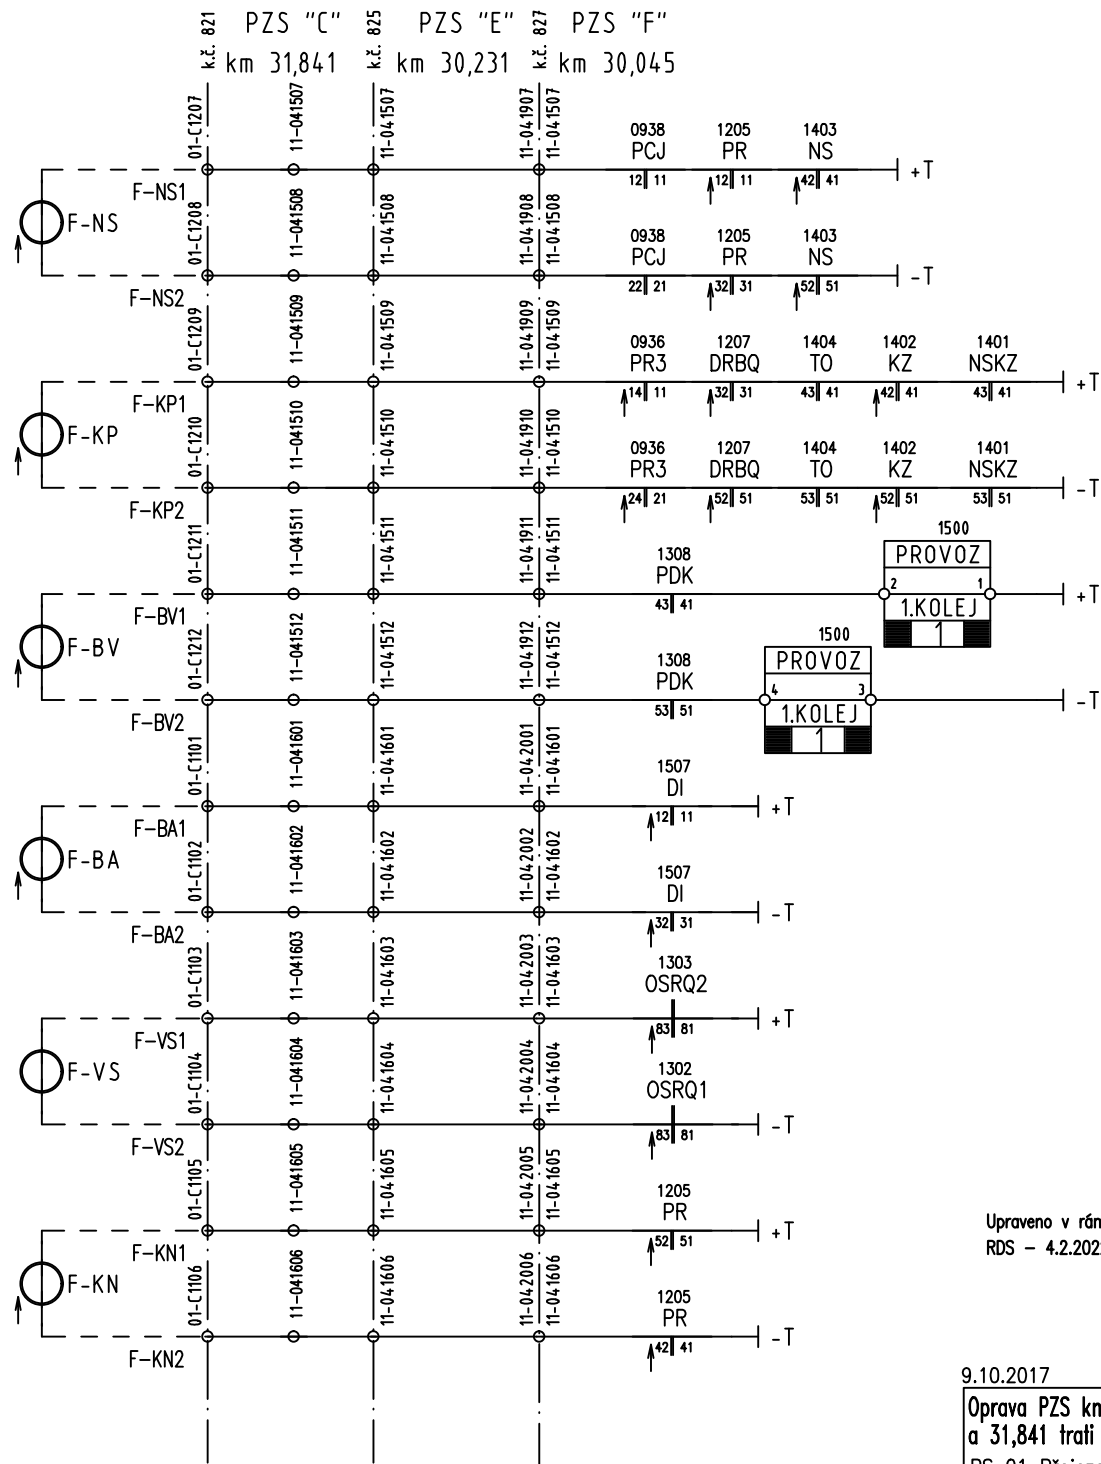 k.č. 821 PZS "C" k.č. 825 PZS "E" k.č. 827 PZS "F"
km 31,841 km 30,231 km 30,045
01-C1207 11-041507 11-041507 11-041907 11-041507
0938 1205 1403
PCJ PR NS
12 11 12 11 42 41 +T
F-NS1
F-NS
01-C1208 11-041508 11-041508 11-041908 11-041508
0938 1205 1403
PCJ PR NS
22 21 32 31 52 51 -T
F-NS2
01-C1209 11-041509 11-041509 11-041909 11-041509
0936 1207 1404 1402 1401
PR3 DRBQ TO KZ NSKZ
14 11 32 31 43 41 42 41 43 41 +T
F-KP1
F-KP
01-C1210 11-041510 11-041510 11-041910 11-041510
0936 1207 1404 1402 1401
PR3 DRBQ TO KZ NSKZ
24 21 52 51 53 51 52 51 53 51 -T
F-KP2
01-C1211 11-041511 11-041511 11-041911 11-041511
1500
PROVOZ
1308
PDK
2 1
43 41 +T
1.KOLEJ
1
F-BV1
F-BV
01-C1212 11-041512 11-041512 11-041912 11-041512
1500
PROVOZ
1308
PDK
4 3
53 51 -T
1.KOLEJ
1
F-BV2
01-C1101 11-041601 11-041601 11-042001 11-041601
1507
DI
12 11 +T
F-BA1
F-BA
01-C1102 11-041602 11-041602 11-042002 11-041602
1507
DI
32 31 -T
F-BA2
01-C1103 11-041603 11-041603 11-042003 11-041603
1303
OSRQ2
83 81 +T
F-VS1
F-VS
01-C1104 11-041604 11-041604 11-042004 11-041604
1302
OSRQ1
83 81 -T
F-VS2
01-C1105 11-041605 11-041605 11-042005 11-041605
1205
PR
52 51 +T
F-KN1
F-KN
01-C1106 11-041606 11-041606 11-042006 11-041606
1205
PR
42 41 -T
F-KN2
Upraveno v rám
RDS - 4.2.202
9.10.2017
Oprava PZS km
a 31,841 trati